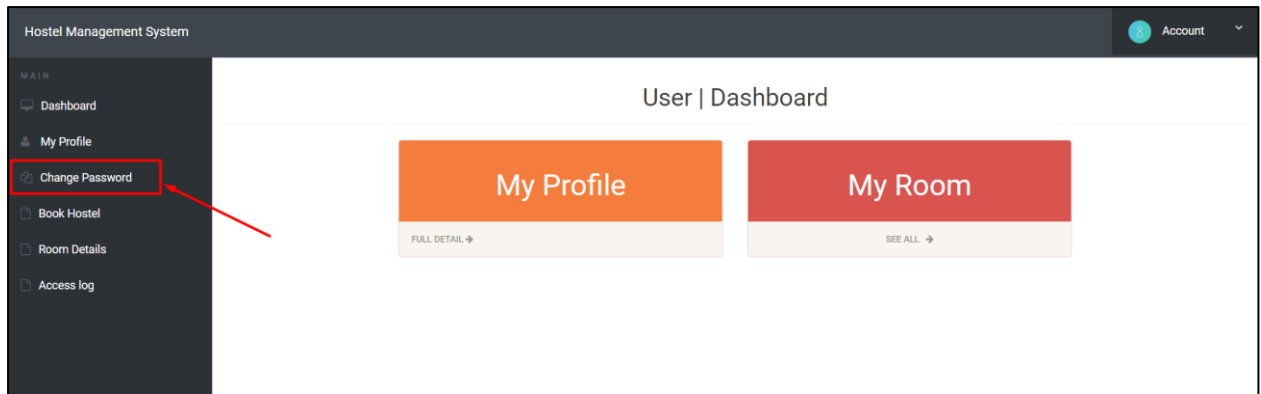 Hostel Management System
8 Account
MAIN
Dashboard
My Profile
Change Password
Book Hostel
Room Details
Access log
User | Dashboard
My Profile
FULL DETAIL
My Room
SEE ALL